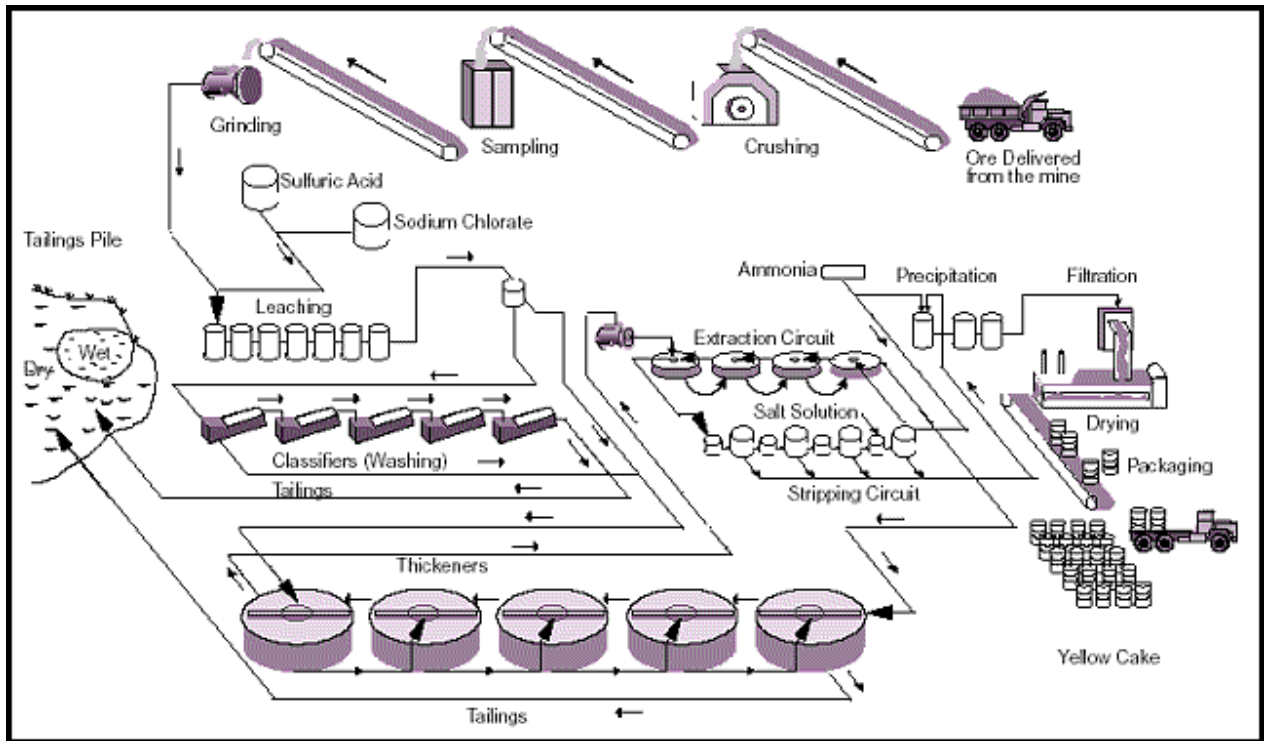 Grinding
Sampling
Crushing
Ore Delivered
from the mine
Sulfuric Acid
Sodium Chlorate
Tailings Pile
Leaching
Ammonia
Precipitation
Filtration
Wet
Dry
Extraction Circuit
Salt Solution
Drying
Classifiers (Washing)
Packaging
Tailings
Stripping Circuit
Thickeners
Yellow Cake
Tailings